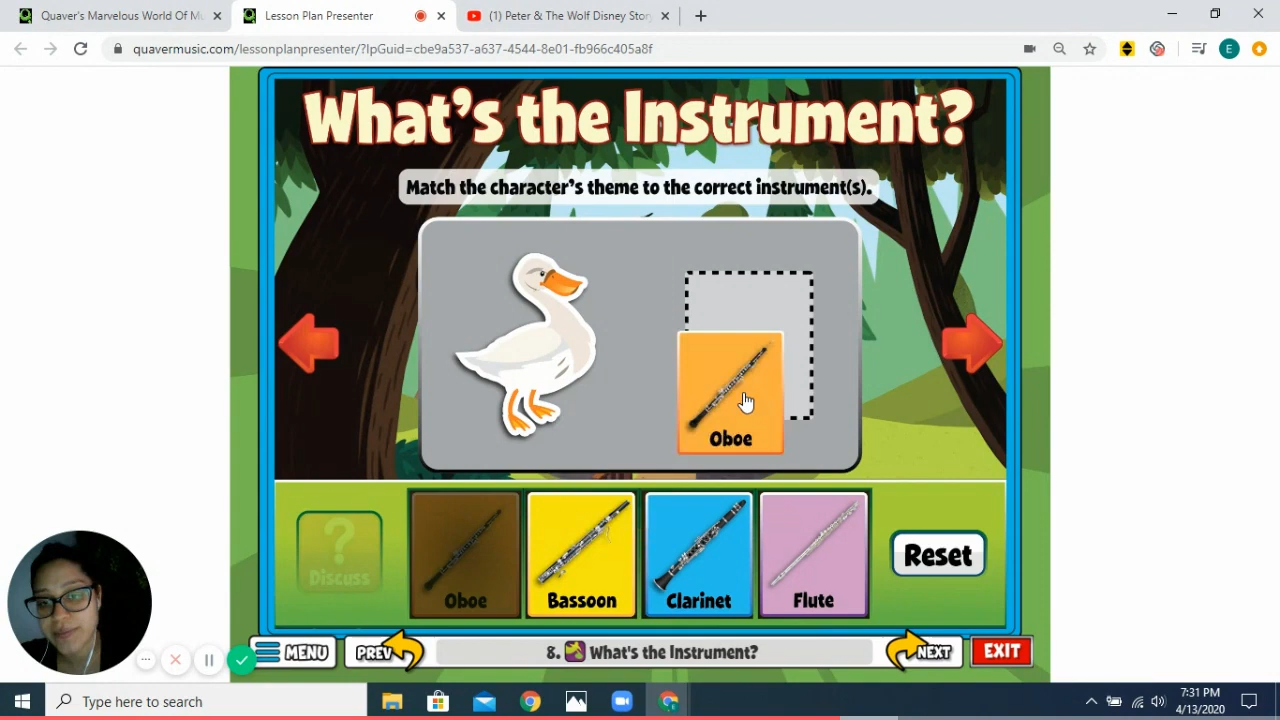 Quaver's Marvelous World Of Mu
Lesson Plan Presenter
(1) Peter & The Wolf Disney Story
quavermusic.com/lessonplanpresenter/?lpGuid=cbe9a537-a637-4544-8e01-fb966c405a8f
E
What's the Instrument?
Match the character's theme to the correct instrument(s).
Oboe
?
Discuss
Oboe
Bassoon
Clarinet
Flute
Reset
MENU
PREV
8. What's the Instrument?
NEXT
EXIT
Type here to search
7:31 PM
4/13/2020